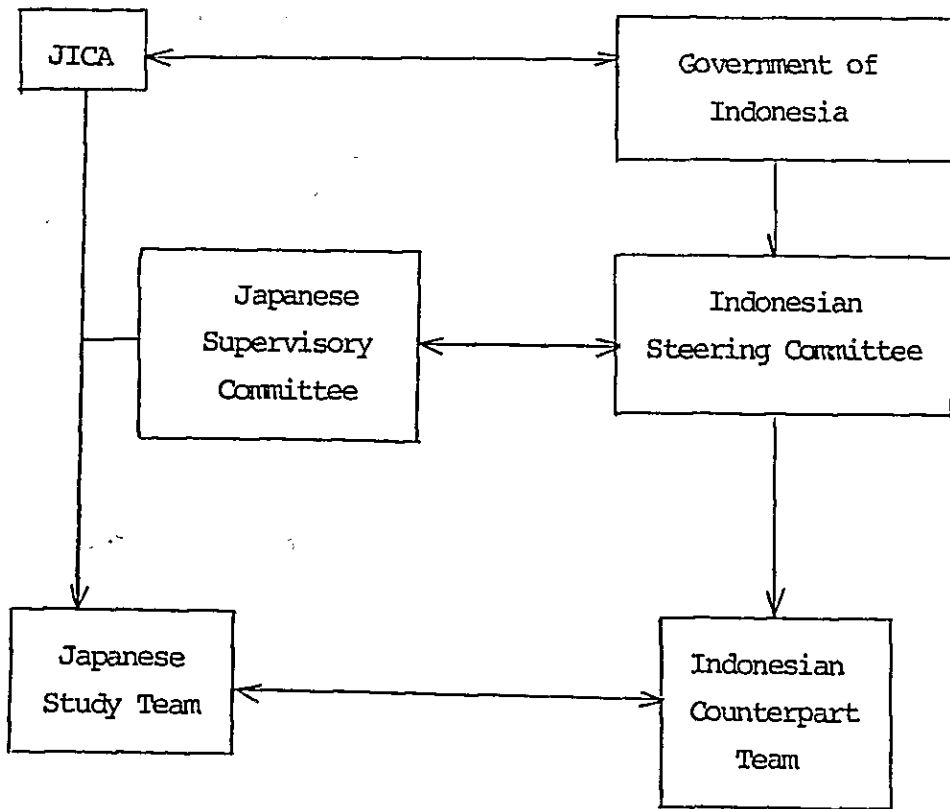 JICA
Government of
Indonesia
Japanese
Supervisory
Committee
Indonesian
Steering Committee
Japanese
Study Team
Indonesian
Counterpart
Team